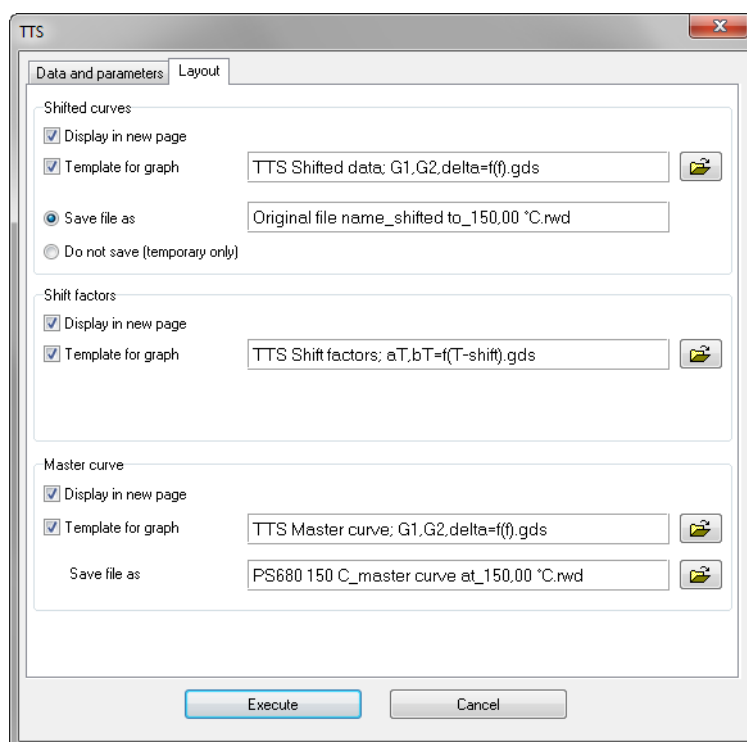 TTS
Data and parameters Layout
Shifted curves
Display in new page
Template for graph TTS Shifted data; G1,G2,delta=f(f).gds
Save file as Original file name_shifted to_150,00 °C.rwd
Do not save (temporary only)
Shift factors
Display in new page
Template for graph TTS Shift factors; aT,bT=f(T-shift).gds
Master curve
Display in new page
Template for graph TTS Master curve; G1,G2,delta=f(f).gds
Save file as PS680 150 C_master curve at_150,00 °C.rwd
Execute Cancel